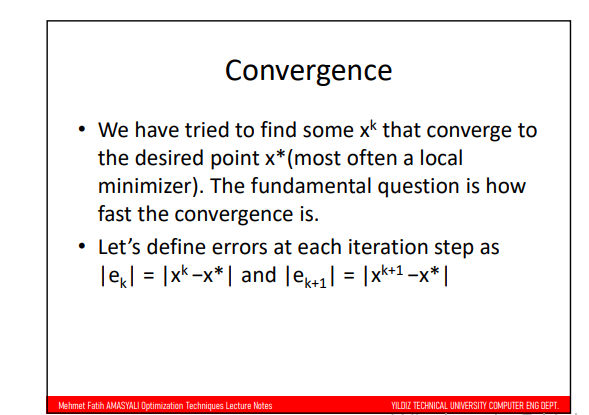 Convergence
• We have tried to find some xᵏ that converge to
the desired point x*(most often a local
minimizer). The fundamental question is how
fast the convergence is.
• Let’s define errors at each iteration step as
|eₖ| = |xᵏ –x*| and |eₖ₊₁| = |xᵏ⁺¹ –x*|
Mehmet Fatih AMASYALI Optimization Techniques Lecture Notes
YILDIZ TECHNICAL UNIVERSITY COMPUTER ENG DEPT.